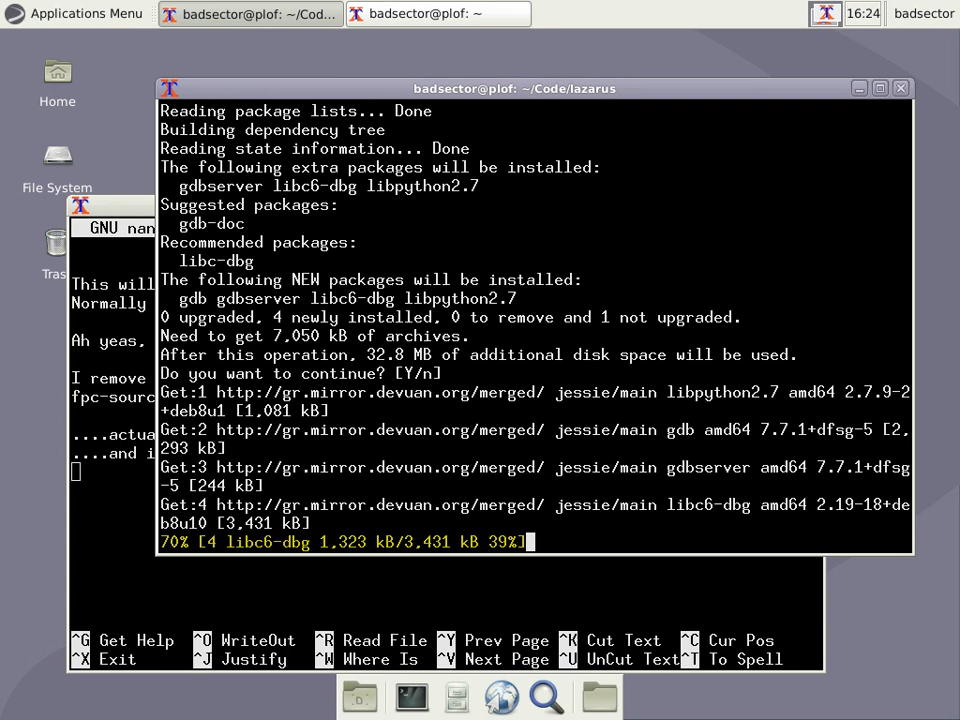 Applications Menu
badsector@plof: ~/Cod...
badsector@plof: ~
16:24
badsector
Home
File System
Tras
badsector@plof: ~/Code/lazarus
Reading package lists... Done
Building dependency tree
Reading state information... Done
The following extra packages will be installed:
gdbserver libc6-dbg libpython2.7
Suggested packages:
gdb-doc
Recommended packages:
libc-dbg
The following NEW packages will be installed:
gdb gdbserver libc6-dbg libpython2.7
0 upgraded, 4 newly installed, 0 to remove and 1 not upgraded.
Need to get 7,050 kB of archives.
After this operation, 32.8 MB of additional disk space will be used.
Do you want to continue? [Y/n]
Get:1 http://gr.mirror.devuan.org/merged/ jessie/main libpython2.7 amd64 2.7.9-2
+deb8u1 [1,081 kB]
Get:2 http://gr.mirror.devuan.org/merged/ jessie/main gdb amd64 7.7.1+dfsg-5 [2,
293 kB]
Get:3 http://gr.mirror.devuan.org/merged/ jessie/main gdbserver amd64 7.7.1+dfsg
-5 [244 kB]
Get:4 http://gr.mirror.devuan.org/merged/ jessie/main libc6-dbg amd64 2.19-18+de
b8u10 [3,431 kB]
70% [4 libc6-dbg 1,323 kB/3,431 kB 39%]
GNU nan
This will
Normally
Ah yeas,
I remove
fpc-sourc
....actua
....and i
^G Get Help ^O WriteOut ^R Read File ^Y Prev Page ^K Cut Text ^C Cur Pos
^X Exit ^J Justify ^W Where Is ^V Next Page ^U UnCut Text ^T To Spell